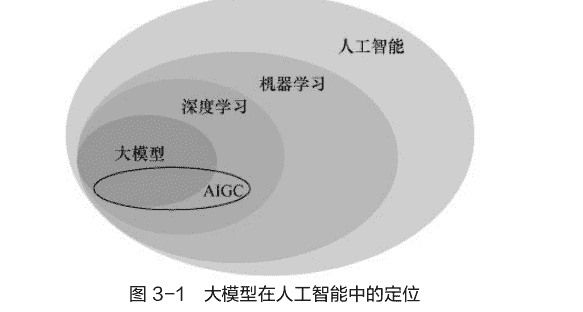 人工智能
机器学习
深度学习
大模型
AIGC
图 3-1　大模型在人工智能中的定位